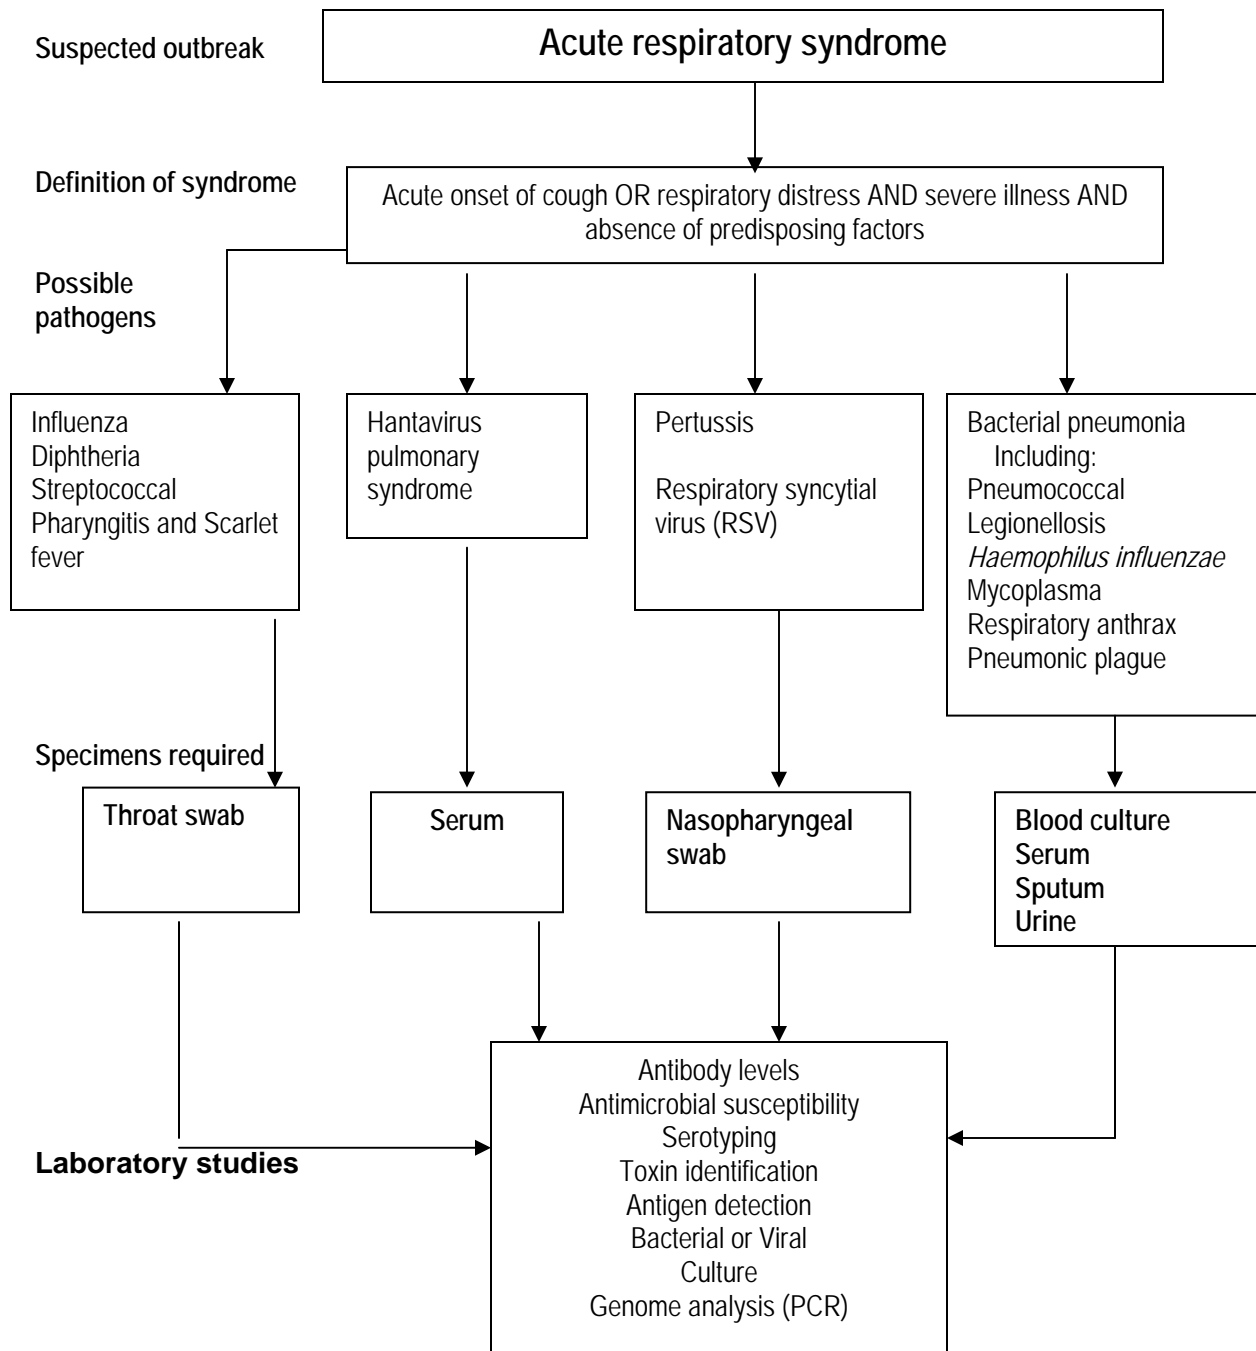 Suspected outbreak
Acute respiratory syndrome
Definition of syndrome
Acute onset of cough OR respiratory distress AND severe illness AND
absence of predisposing factors
Possible
pathogens
Influenza
Diphtheria
Streptococcal
Pharyngitis and Scarlet
fever
Hantavirus
pulmonary
syndrome
Pertussis
Respiratory syncytial
virus (RSV)
Bacterial pneumonia
Including:
Pneumococcal
Legionellosis
Haemophilus influenzae
Mycoplasma
Respiratory anthrax
Pneumonic plague
Specimens required
Throat swab
Serum
Nasopharyngeal
swab
Blood culture
Serum
Sputum
Urine
Laboratory studies
Antibody levels
Antimicrobial susceptibility
Serotyping
Toxin identification
Antigen detection
Bacterial or Viral
Culture
Genome analysis (PCR)